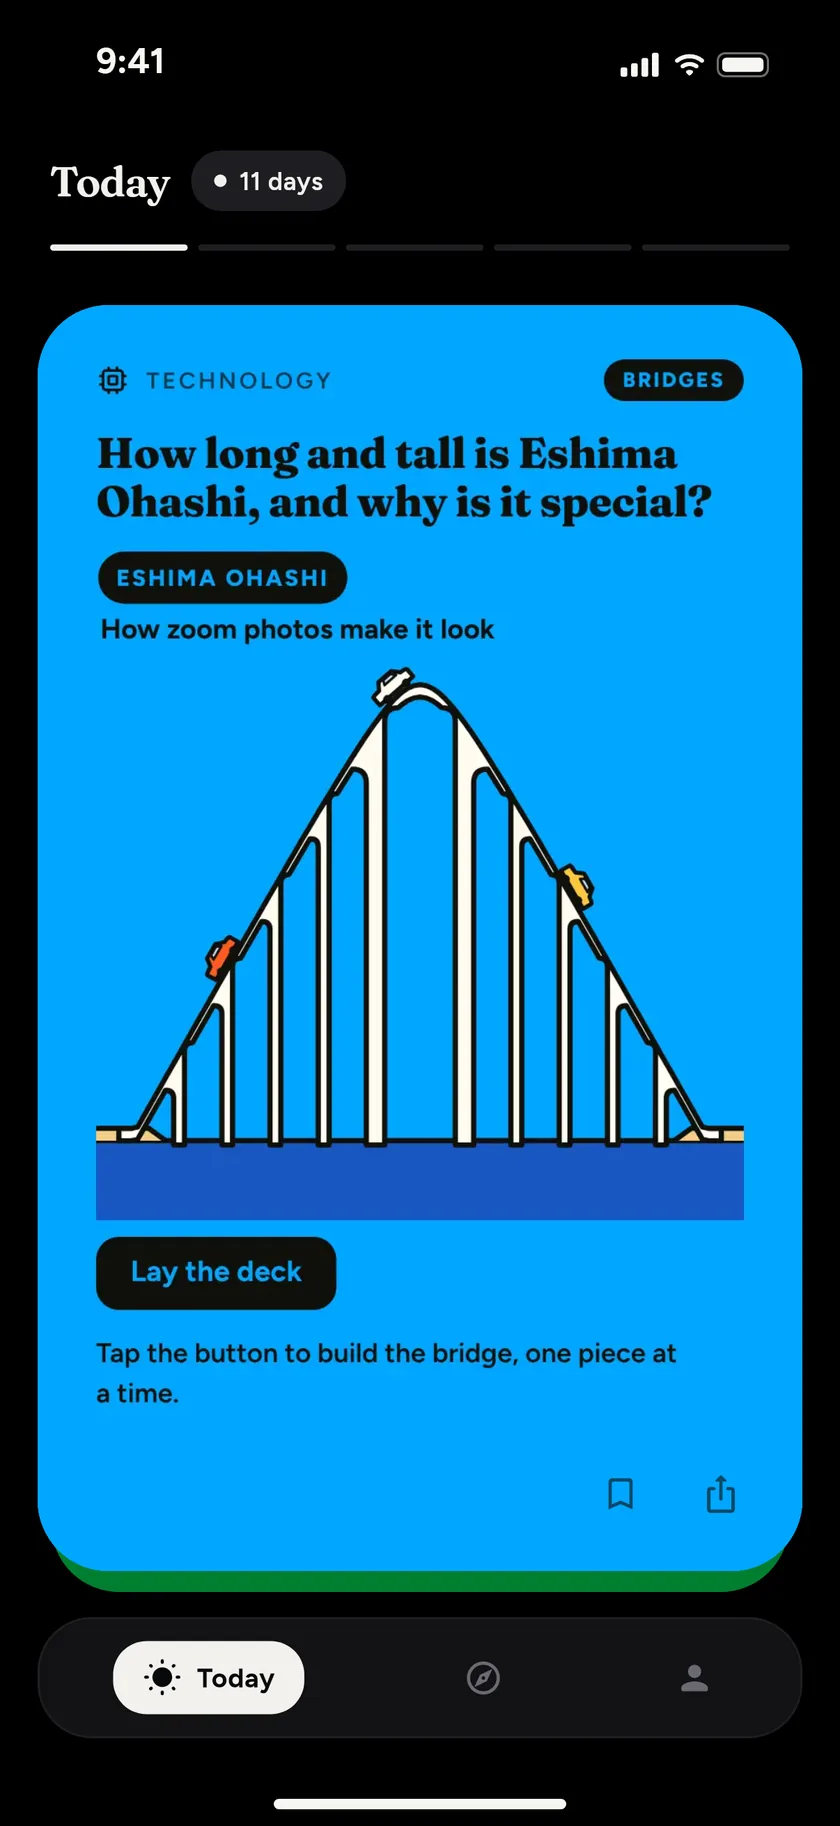 9:41
Today
11 days
TECHNOLOGY
BRIDGES
How long and tall is Eshima
Ohashi, and why is it special?
ESHIMA OHASHI
How zoom photos make it look
Lay the deck
Tap the button to build the bridge, one piece at
a time.
Today